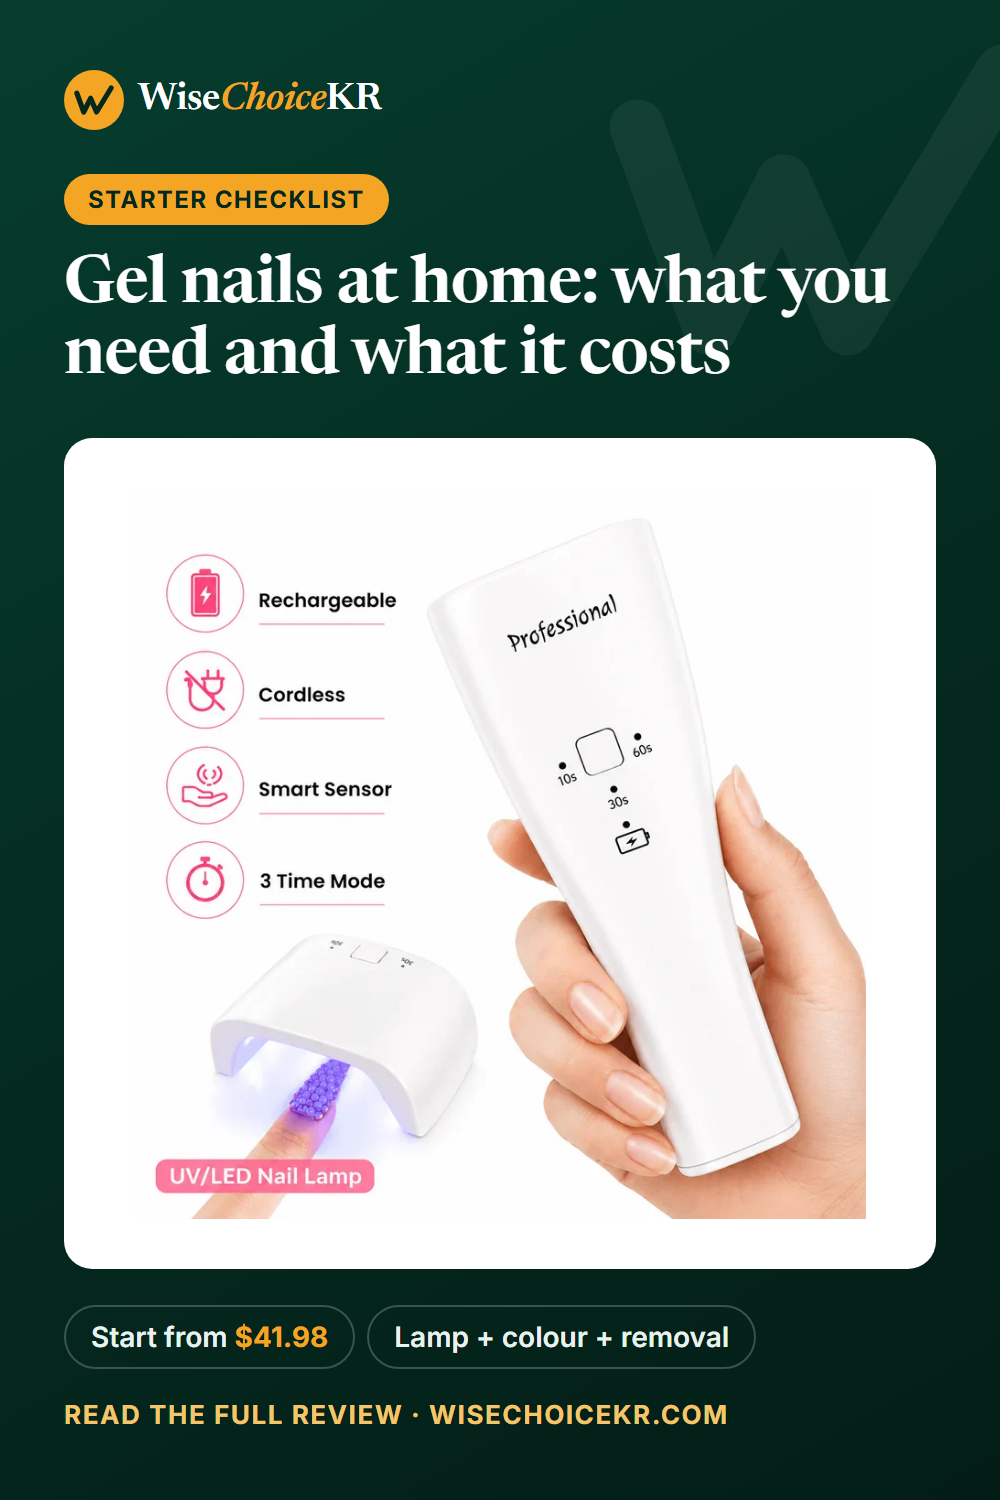 WiseChoiceKR
STARTER CHECKLIST
Gel nails at home: what you
need and what it costs
Rechargeable
Cordless
Smart Sensor
3 Time Mode
Professional
10s
60s
30s
30s
UV/LED Nail Lamp
Start from $41.98
Lamp + colour + removal
READ THE FULL REVIEW · WISECHOICEKR.COM